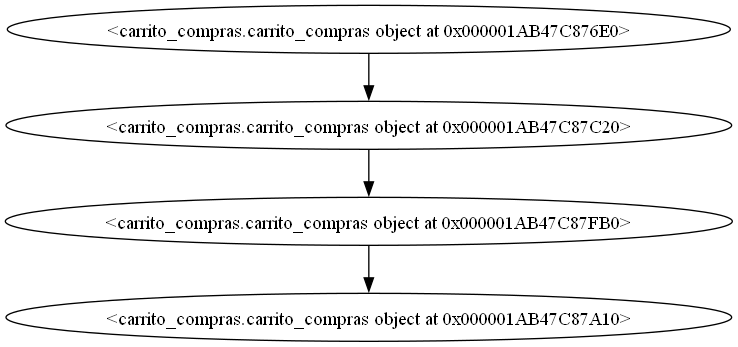 <carrito_compras.carrito_compras object at 0x000001AB47C876E0>
<carrito_compras.carrito_compras object at 0x000001AB47C87C20>
<carrito_compras.carrito_compras object at 0x000001AB47C87FB0>
<carrito_compras.carrito_compras object at 0x000001AB47C87A10>